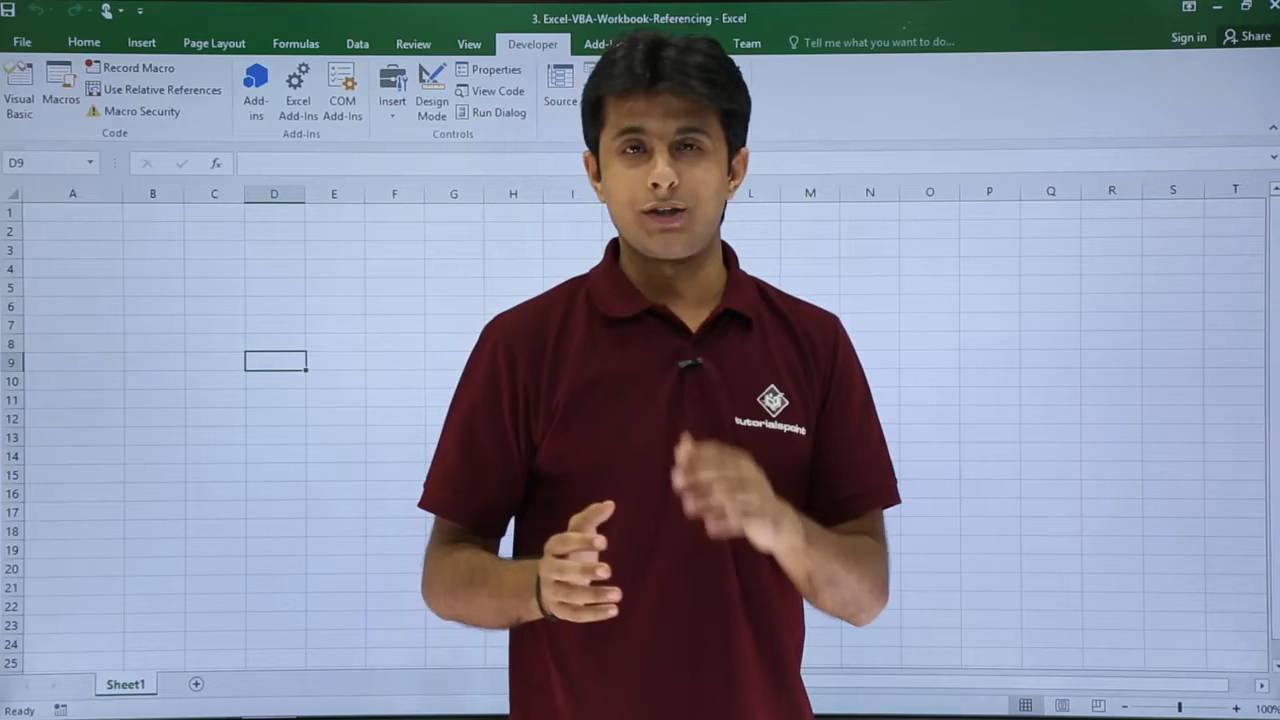 3. Excel-VBA-Workbook-Referencing - Excel
File Home Insert Page Layout Formulas Data Review View Developer Team Tell me what you want to do... Sign in Share
Visual Basic
Macros
Record Macro
Use Relative References
Macro Security
Code
Add-ins
Excel Add-Ins
COM Add-Ins
Add-Ins
Insert
Design Mode
Properties
View Code
Run Dialog
Controls
Source
D9
fx
A B C D E F G H I L M N O P Q R S T
1
2
3
4
5
6
7
8
9
10
11
12
13
14
15
16
17
18
19
20
21
22
23
24
25
tutorialspoint
Sheet1
Ready
100%